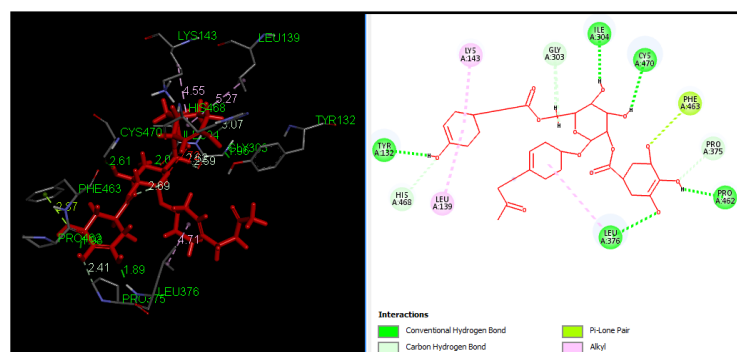 LYS143
LEU139
4.55
5.27
HIS468
3.07
TYR132
CYS470
2.61
2.59
PHE463
2.69
2.87
4.71
2.41
1.89
LEU376
PRO375
ILE
A:304
LYS
A:143
GLY
A:303
CYS
A:470
PHE
A:463
TYR
A:132
PRO
A:375
HIS
A:468
LEU
A:139
PRO
A:462
LEU
A:376
H
O
Interactions
Conventional Hydrogen Bond
Carbon Hydrogen Bond
Pi-Lone Pair
Alkyl